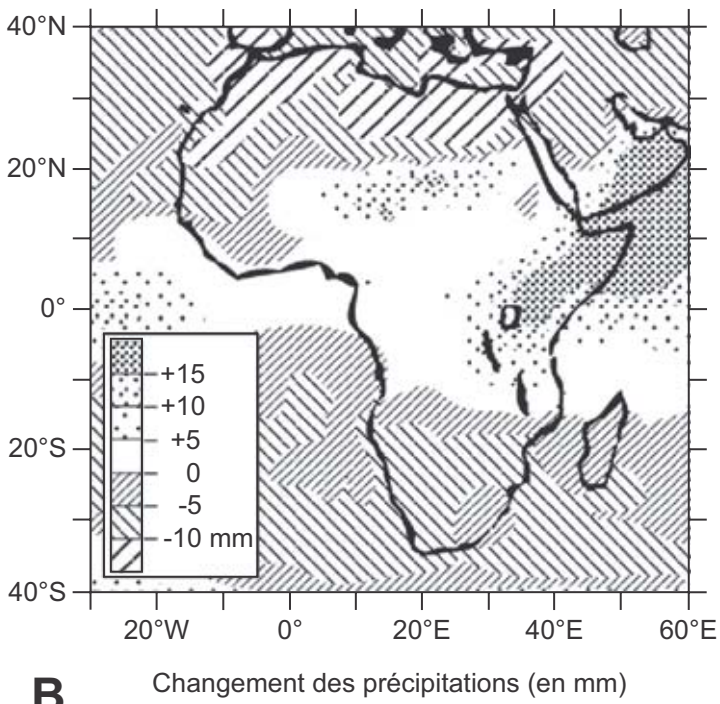 40°N
20°N
0°
20°S
40°S
+15
+10
+5
0
-5
-10 mm
20°W 0° 20°E 40°E 60°E
B Changement des précipitations (en mm)